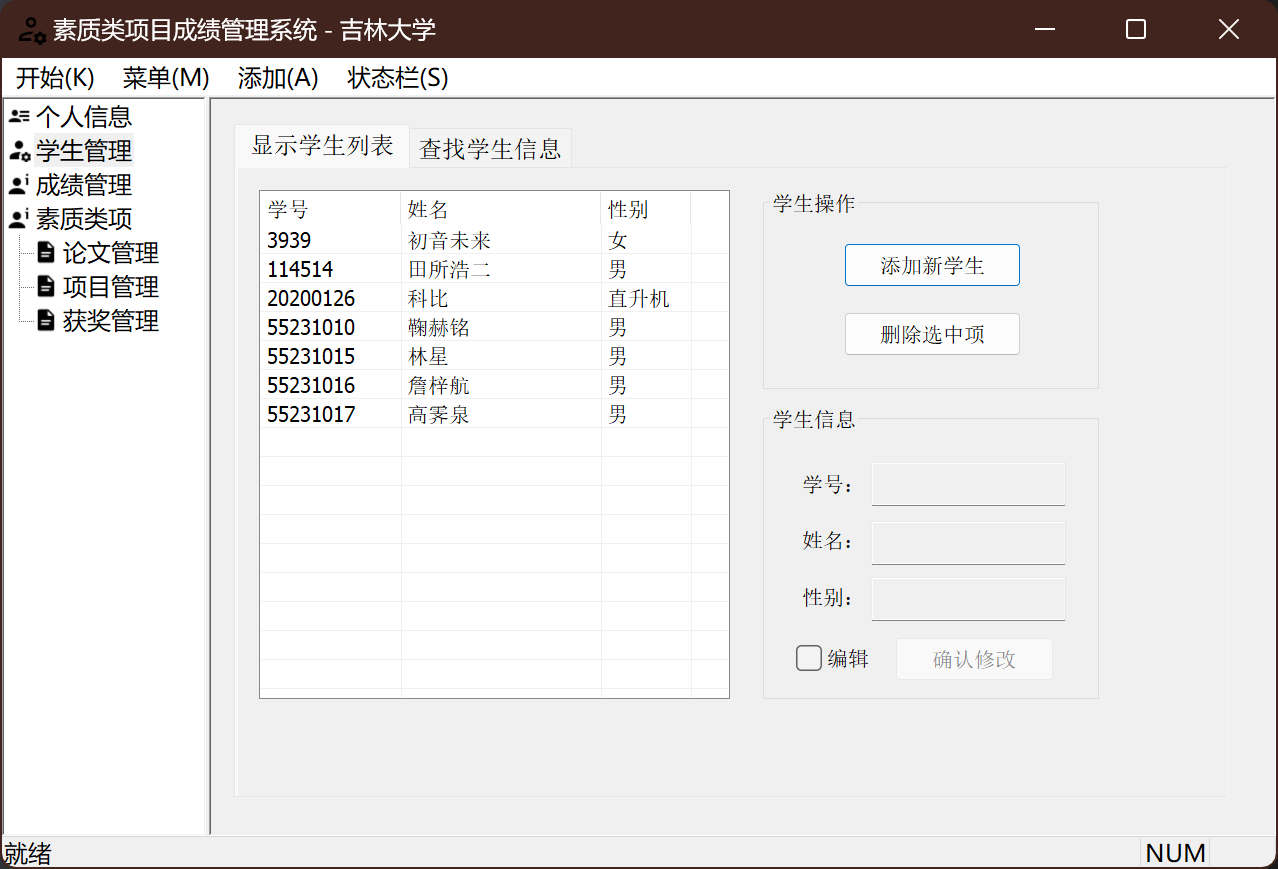 素质类项目成绩管理系统 - 吉林大学
开始(K) 菜单(M) 添加(A) 状态栏(S)
个人信息
学生管理
成绩管理
素质类项
论文管理
项目管理
获奖管理
显示学生列表 查找学生信息
学号 姓名 性别
3939 初音未来 女
114514 田所浩二 男
20200126 科比 直升机
55231010 鞠赫铭 男
55231015 林星 男
55231016 詹梓航 男
55231017 高霁泉 男
学生操作
添加新学生
删除选中项
学生信息
学号：
姓名：
性别：
编辑 确认修改
就绪 NUM